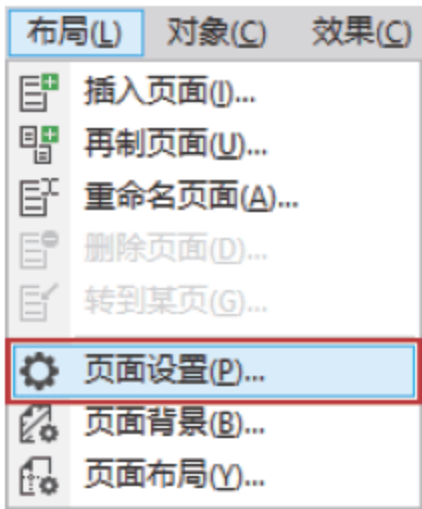 布局(L) 对象(C) 效果(C)
插入页面(I)...
再制页面(U)...
重命名页面(A)...
删除页面(D)...
转到某页(G)...
页面设置(P)...
页面背景(B)...
页面布局(Y)...